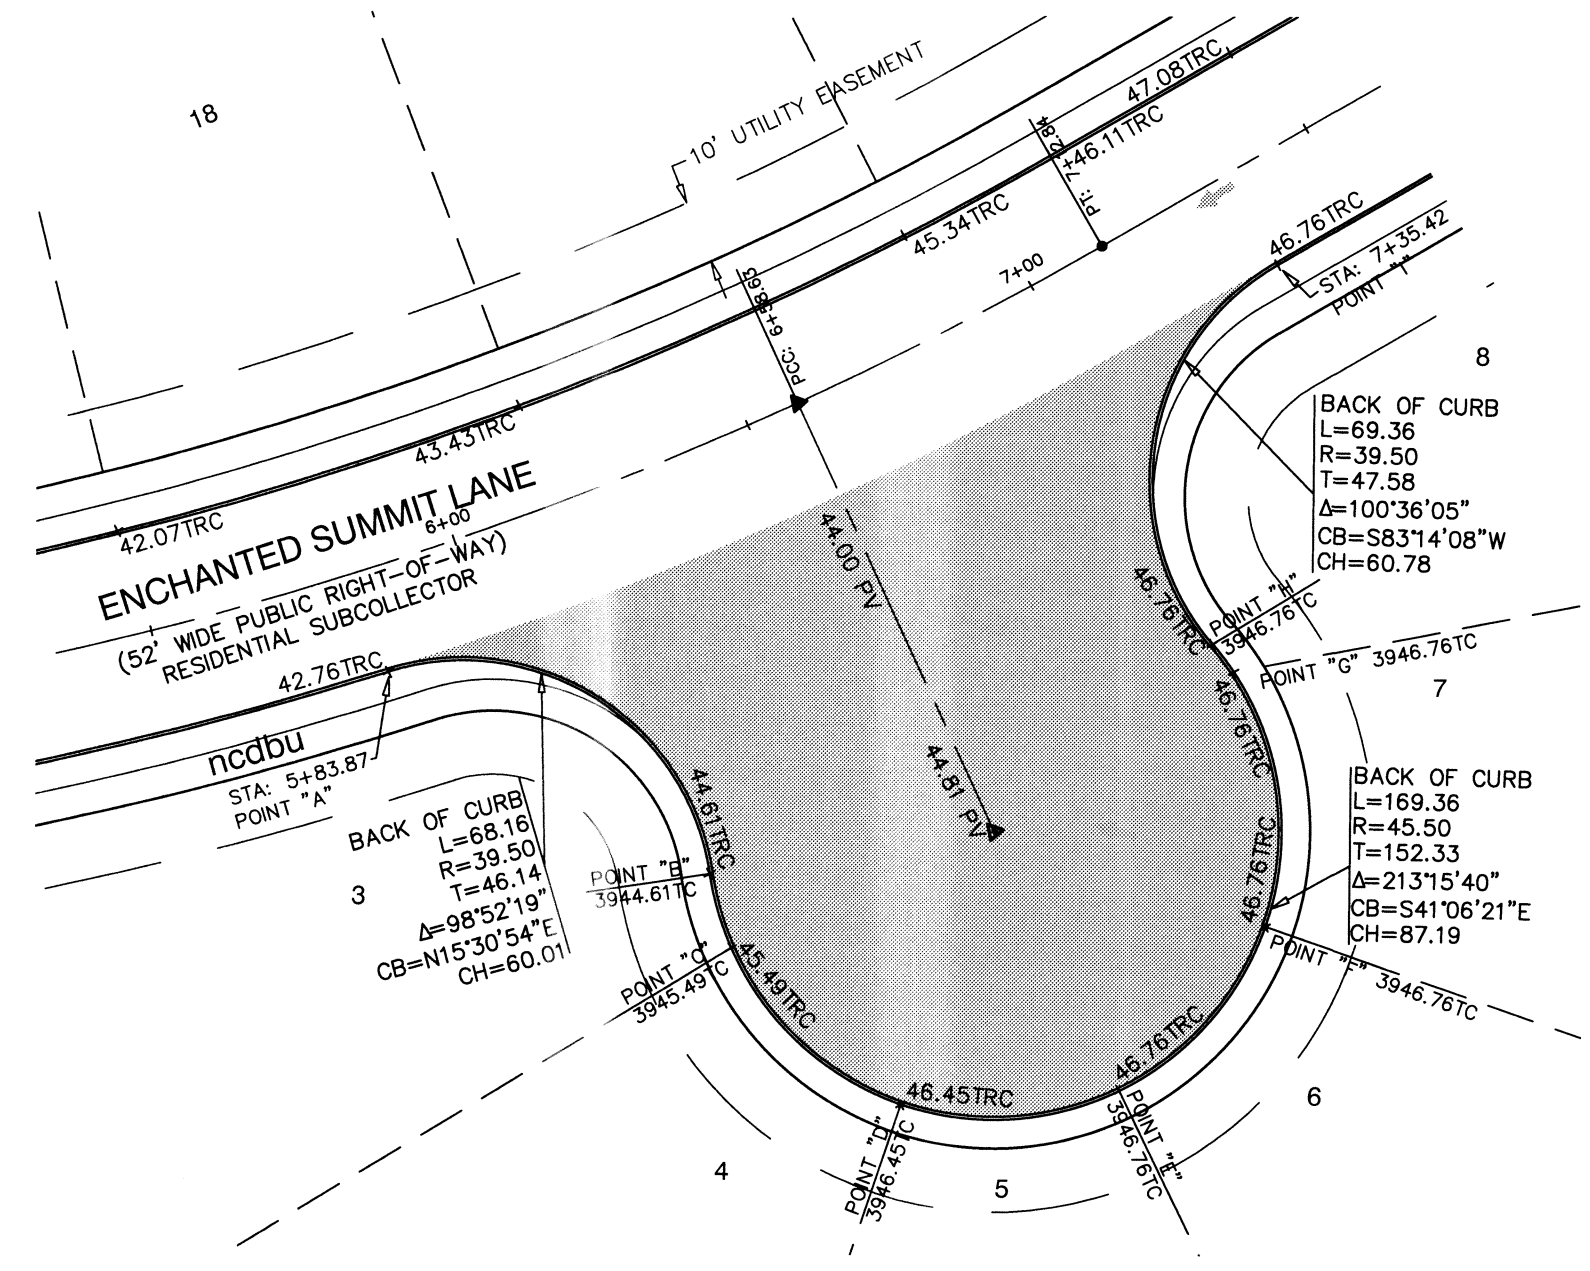 18
10' UTILITY EASEMENT
47.08TRC
7+46.11TRC
PT: 7+42.84
45.34TRC
46.76TRC
STA: 7+35.42
POINT "I"
7+00
PCC: 6+58.63
8
43.43TRC
42.07TRC
ENCHANTED SUMMIT LANE
6+00
(52' WIDE PUBLIC RIGHT-OF-WAY)
RESIDENTIAL SUBCOLLECTOR
BACK OF CURB
L=69.36
R=39.50
T=47.58
Δ=100°36'05"
CB=S83°14'08"W
CH=60.78
44.00 PV
46.76TRC
POINT "H"
3946.76TC
POINT "G" 3946.76TC
7
42.76TRC
ncdbu
STA: 5+83.87
POINT "A"
46.76TRC
44.61TRC
44.81 PV
BACK OF CURB
L=169.36
R=45.50
T=152.33
Δ=213°15'40"
CB=S41°06'21"E
CH=87.19
BACK OF CURB
L=68.16
R=39.50
T=46.14
Δ=98°52'19"
CB=N15°30'54"E
CH=60.01
3
POINT "B"
3944.61TC
46.76TRC
POINT "F" 3946.76TC
POINT "C"
3945.49TC
45.49TRC
46.45TRC
46.76TRC
POINT "D"
3946.45TC
POINT "E"
3946.76TC
6
4
5